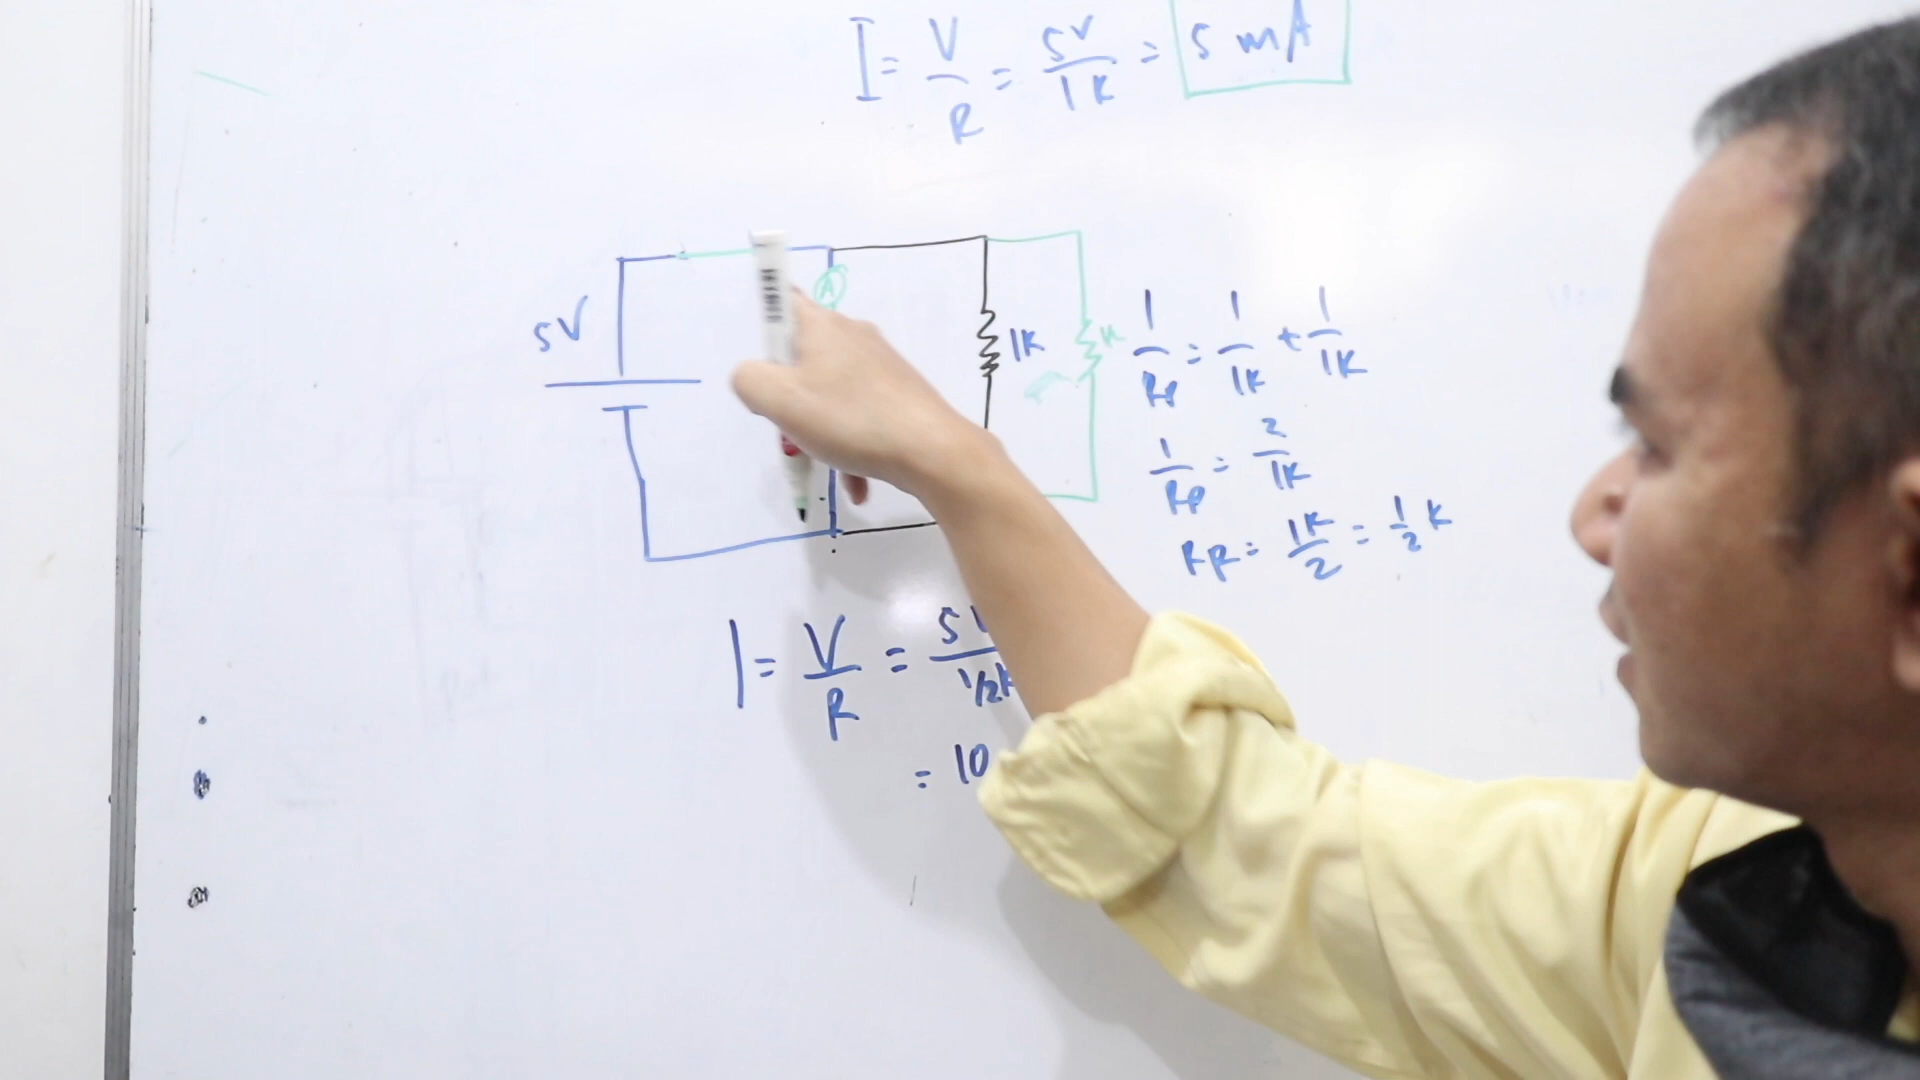 I = V/R = 5V/1K = 5 mA
5V
A
1K
1/Rp = 1/1K + 1/1K
1/Rp = 2/1K
Rp = 1K/2 = 1/2 K
I = V/R = 5V/1/2K
= 10